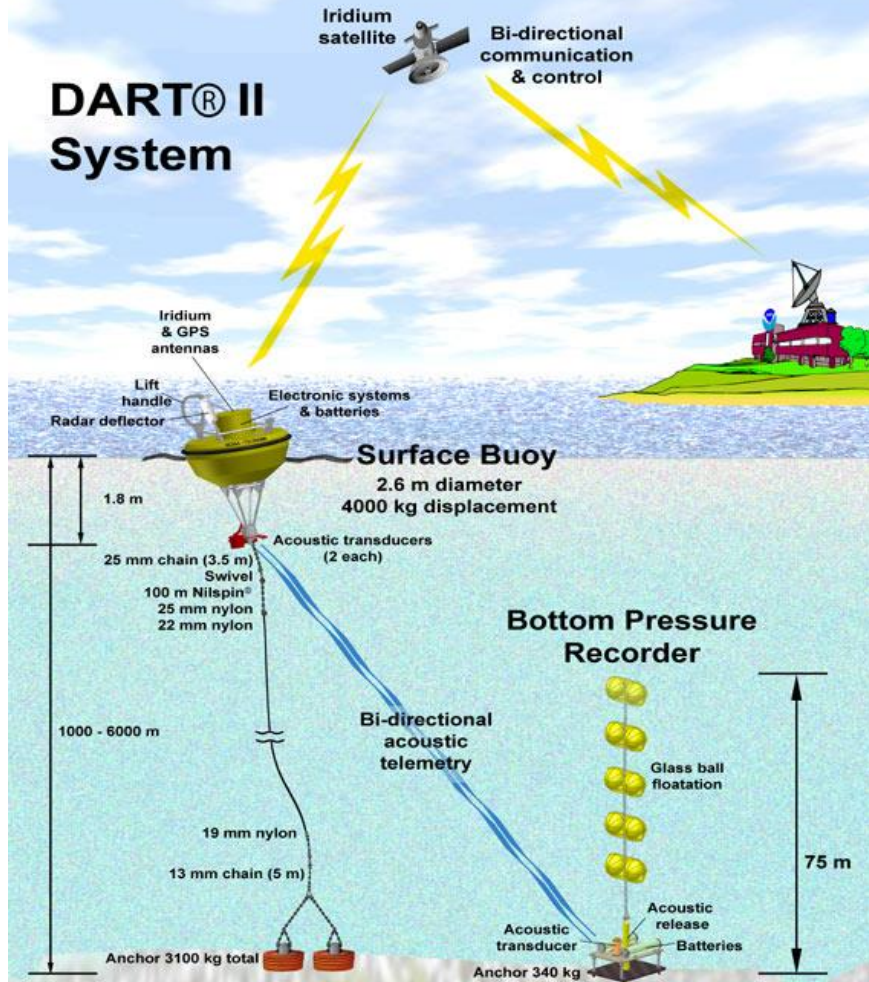 Iridium
satellite
Bi-directional
communication
& control
DART® II
System
Iridium
& GPS
antennas
Lift
handle
Radar deflector
Electronic systems
& batteries
Surface Buoy
2.6 m diameter
4000 kg displacement
1.8 m
Acoustic transducers
(2 each)
25 mm chain (3.5 m)
Swivel
100 m Nilspin®
25 mm nylon
22 mm nylon
Bottom Pressure
Recorder
1000 - 6000 m
Bi-directional
acoustic
telemetry
Glass ball
floatation
75 m
19 mm nylon
13 mm chain (5 m)
Acoustic
transducer
Acoustic
release
Batteries
Anchor 3100 kg total
Anchor 340 kg